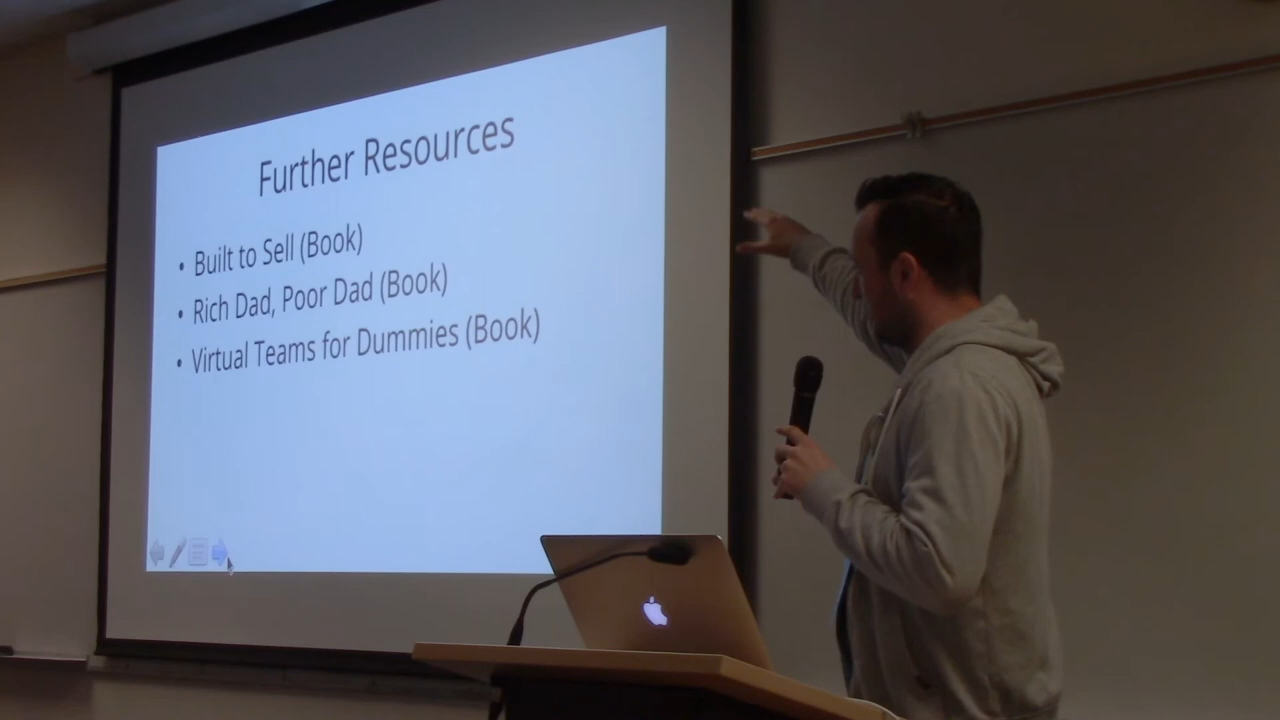 Further Resources
• Built to Sell (Book)
• Rich Dad, Poor Dad (Book)
• Virtual Teams for Dummies (Book)